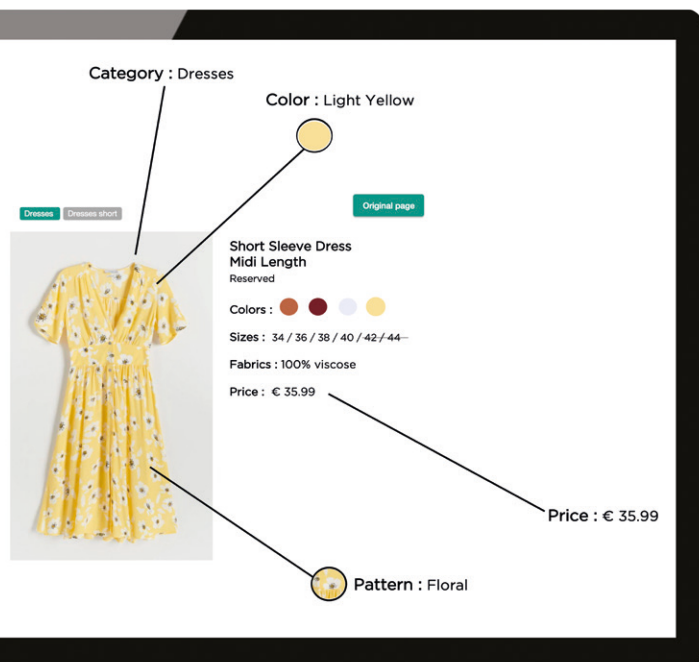 Category : Dresses
Color : Light Yellow
Original page
Dresses Dresses short
Short Sleeve Dress
Midi Length
Reserved
Colors :
Sizes : 34 / 36 / 38 / 40 / 42 / 44
Fabrics : 100% viscose
Price : € 35.99
Price : € 35.99
Pattern : Floral